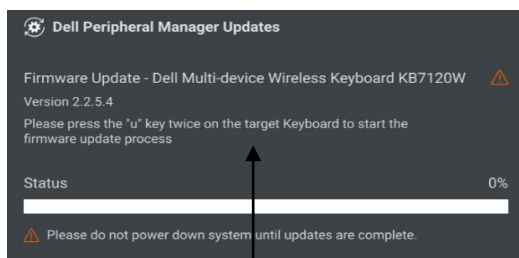 Dell Peripheral Manager Updates
Firmware Update - Dell Multi-device Wireless Keyboard KB7120W
Version 2.2.5.4
Please press the "u" key twice on the target Keyboard to start the
firmware update process
Status 0%
Please do not power down system until updates are complete.